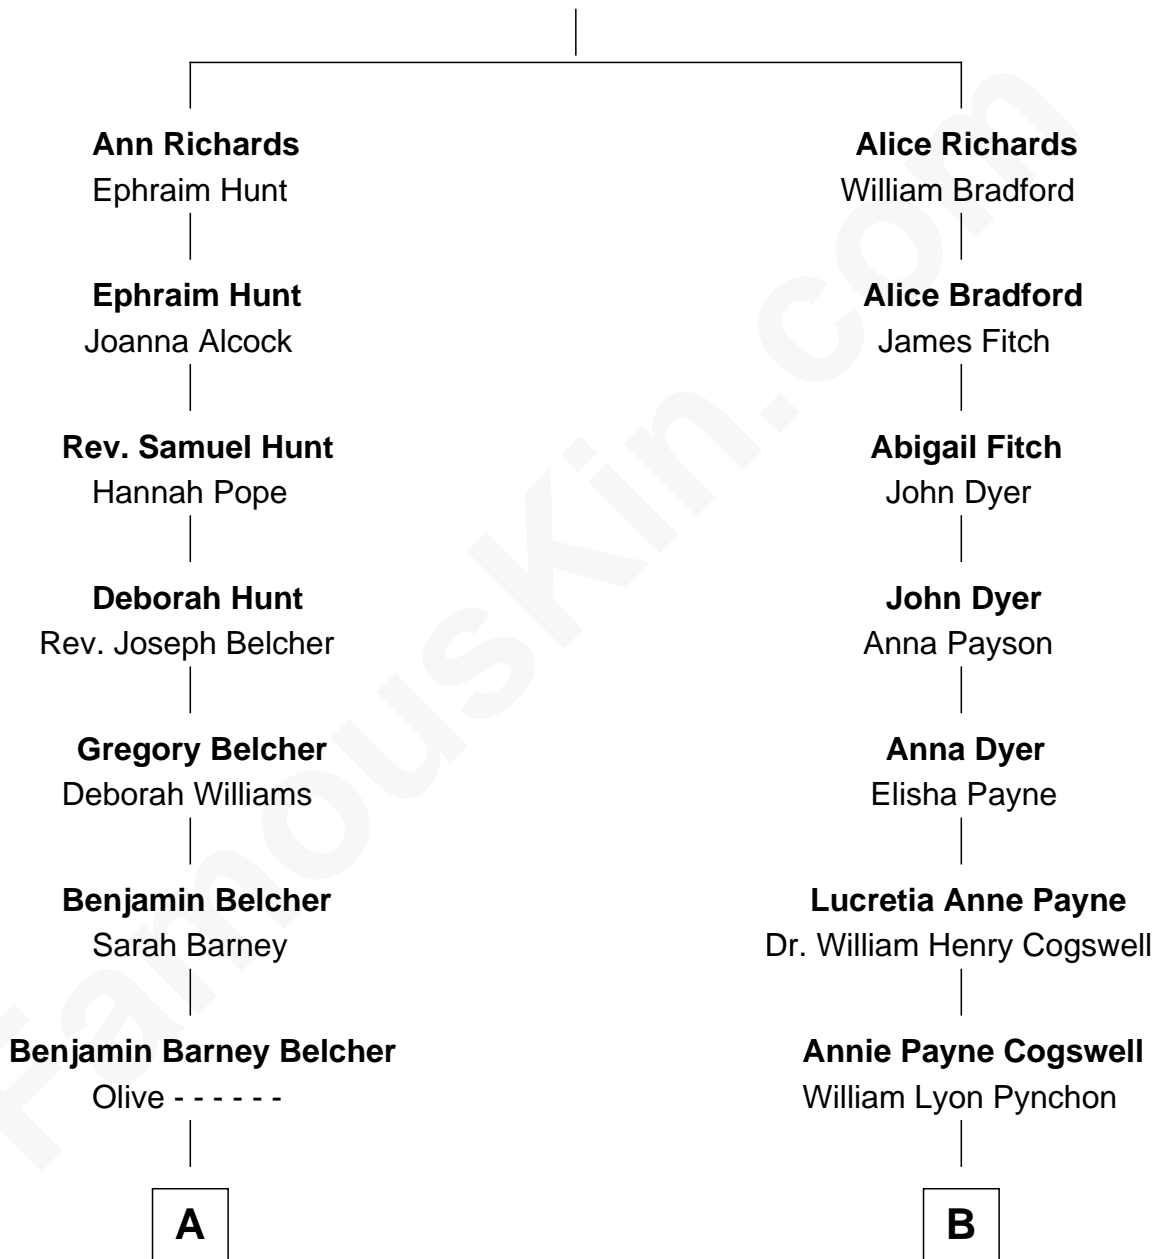 Ann Richards
Ephraim Hunt
Ephraim Hunt
Joanna Alcock
Rev. Samuel Hunt
Hannah Pope
Deborah Hunt
Rev. Joseph Belcher
Gregory Belcher
Deborah Williams
Benjamin Belcher
Sarah Barney
Benjamin Barney Belcher
Olive - - - - - -
A
Alice Richards
William Bradford
Alice Bradford
James Fitch
Abigail Fitch
John Dyer
John Dyer
Anna Payson
Anna Dyer
Elisha Payne
Lucretia Anne Payne
Dr. William Henry Cogswell
Annie Payne Cogswell
William Lyon Pynchon
B
FamousKin.com